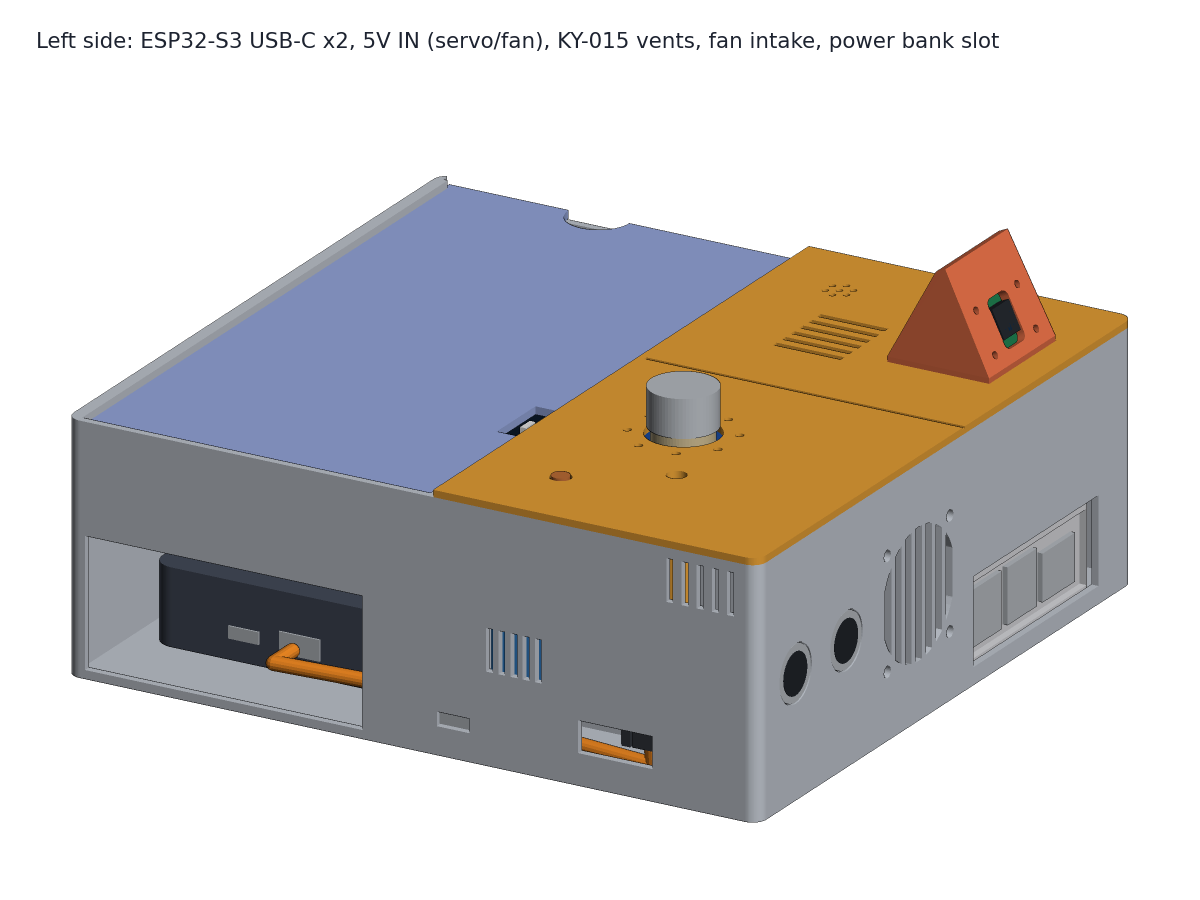 Left side: ESP32-S3 USB-C x2, 5V IN (servo/fan), KY-015 vents, fan intake, power bank slot